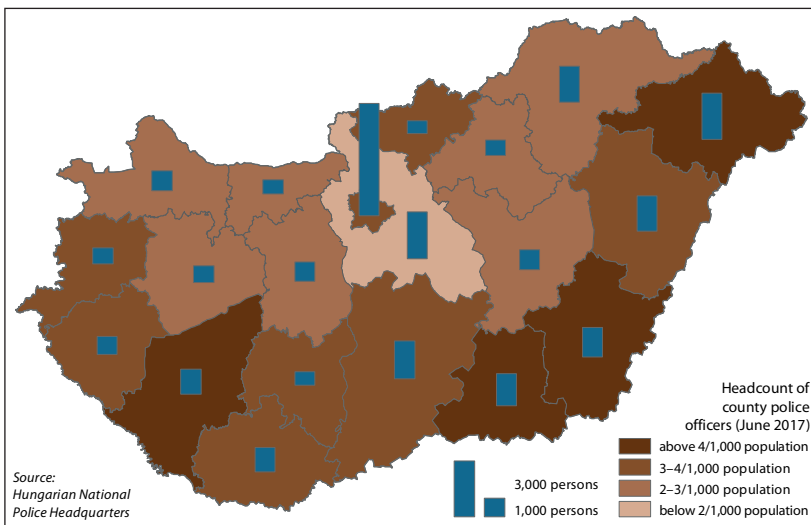 Headcount of
county police
officers (June 2017)
above 4/1,000 population
3–4/1,000 population
2–3/1,000 population
below 2/1,000 population
3,000 persons
1,000 persons
Source:
Hungarian National
Police Headquarters